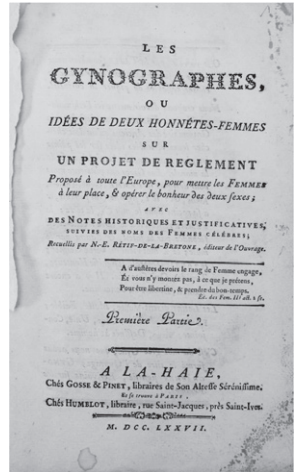 LES
GYNOGRAPHES,
OU
IDÉES DE DEUX HONNÊTES-FEMMES
SUR
UN PROJET DE REGLEMENT
Proposé à toute l'Europe, pour mettre les FEMMES
à leur place, & opérer le bonheur des deux sexes;
AVEC
DES NOTES HISTORIQUES ET JUSTIFICATIVES,
SUIVIES DES NOMS DES FEMMES CÉLÈBRES;
Recueillis par N.-E. RÉTIF-DE-LA-BRETONE, éditeur de l'Ouvrage.
A d'austères devoirs le rang de Femme engage,
Et vous n'y montez pas, à ce que je prétens,
Pour être libertine, & prendre du bon-temps.
Ec. des Fem. III act. 2 sc.
Première Partie.
A LA-HAIE,
Chés GOSSE & PINET, libraires de Son Altesse Sérénissime.
Et se trouve à PARIS
Chés HUMBLOT, libraire, rue Saint-Jacques, près Saint-Ives.
M. DCC. LXXVII.